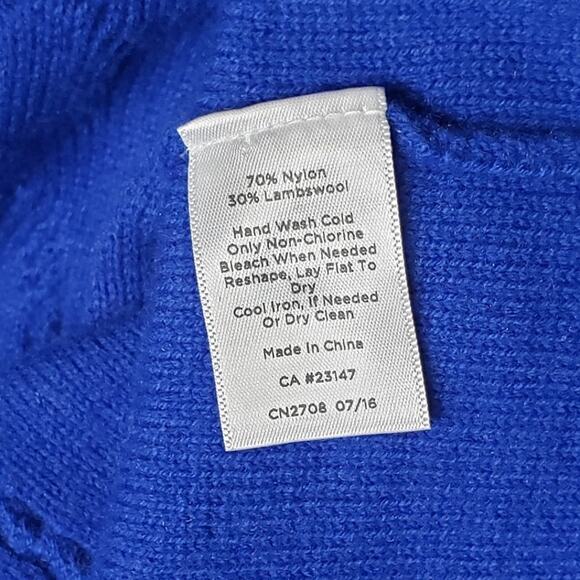 70% Nylon
30% Lambswool
Hand Wash Cold
Only Non-Chlorine
Bleach When Needed
Reshape, Lay Flat To
Dry
Cool Iron, If Needed
Or Dry Clean
Made In China
CA #23147
CN2708 07/16